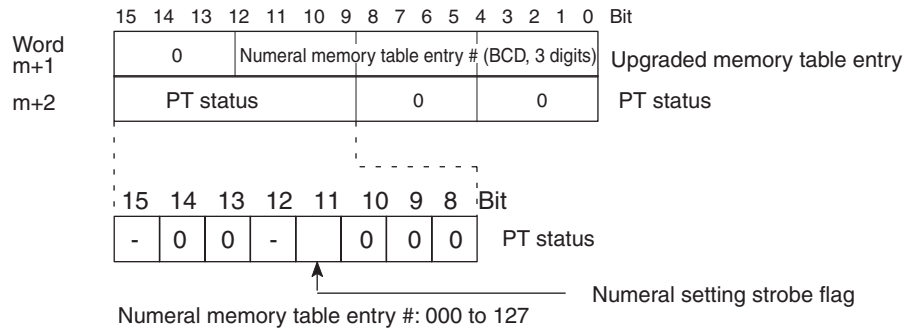 15 14 13 12 11 10 9 8 7 6 5 4 3 2 1 0 Bit
Word
m+1
0 Numeral memory table entry # (BCD, 3 digits) Upgraded memory table entry
m+2 PT status 0 0 PT status
15 14 13 12 11 10 9 8 Bit
- 0 0 - 0 0 0 PT status
Numeral setting strobe flag
Numeral memory table entry #: 000 to 127